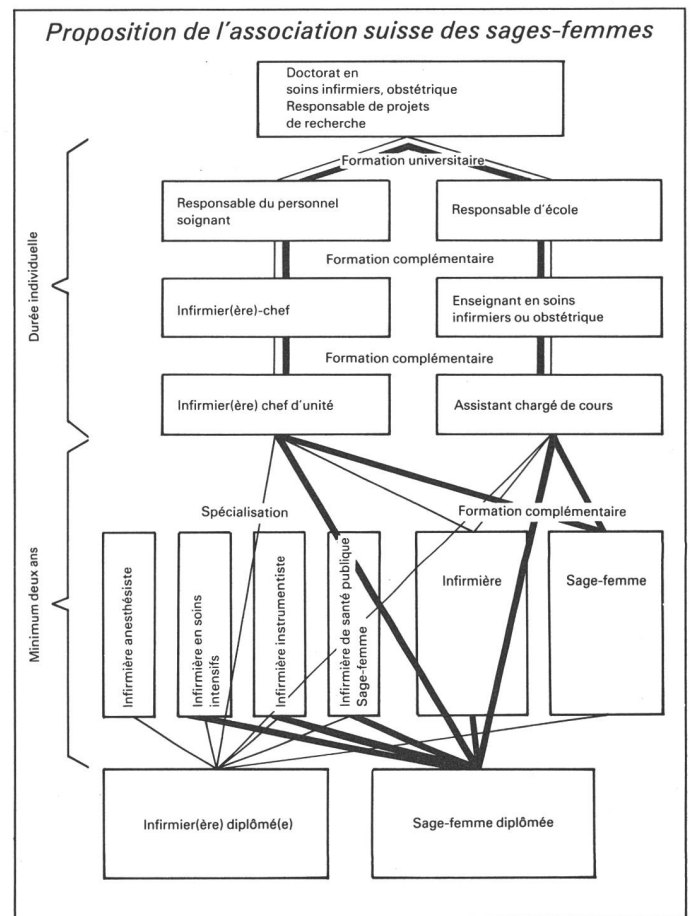 Proposition de l'association suisse des sages-femmes
Doctorat en
soins infirmiers, obstétrique
Responsable de projets
de recherche
Formation universitaire
Responsable du personnel
soignant
Responsable d'école
Formation complémentaire
Durée individuelle
Infirmier(ère)-chef
Enseignant en soins
infirmiers ou obstétrique
Formation complémentaire
Infirmier(ère) chef d'unité
Assistant chargé de cours
Spécialisation
Formation complémentaire
Minimum deux ans
Infirmière anesthésiste
Infirmière en soins
intensifs
Infirmière instrumentiste
Infirmière de santé publique
Sage-femme
Infirmière
Sage-femme
Infirmier(ère) diplômé(e)
Sage-femme diplômée